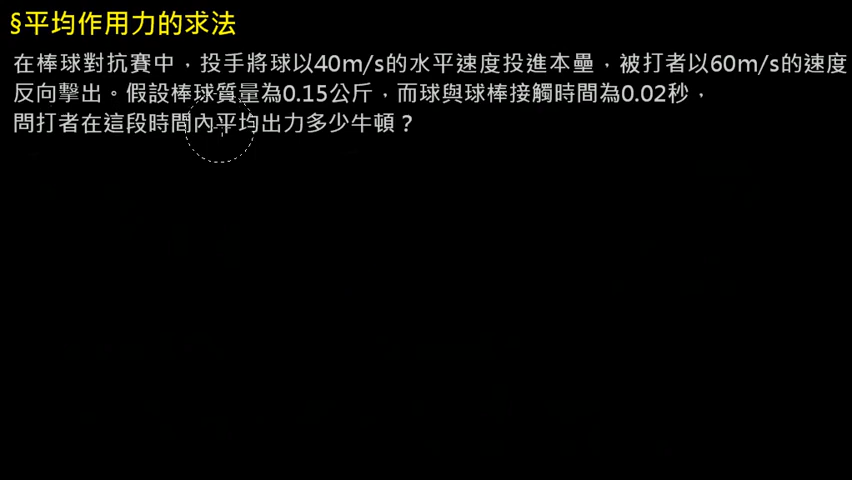 §平均作用力的求法
在棒球對抗賽中，投手將球以40m/s的水平速度投進本壘，被打者以60m/s的速度
反向擊出。假設棒球質量為0.15公斤，而球與球棒接觸時間為0.02秒，
問打者在這段時間內平均出力多少牛頓？